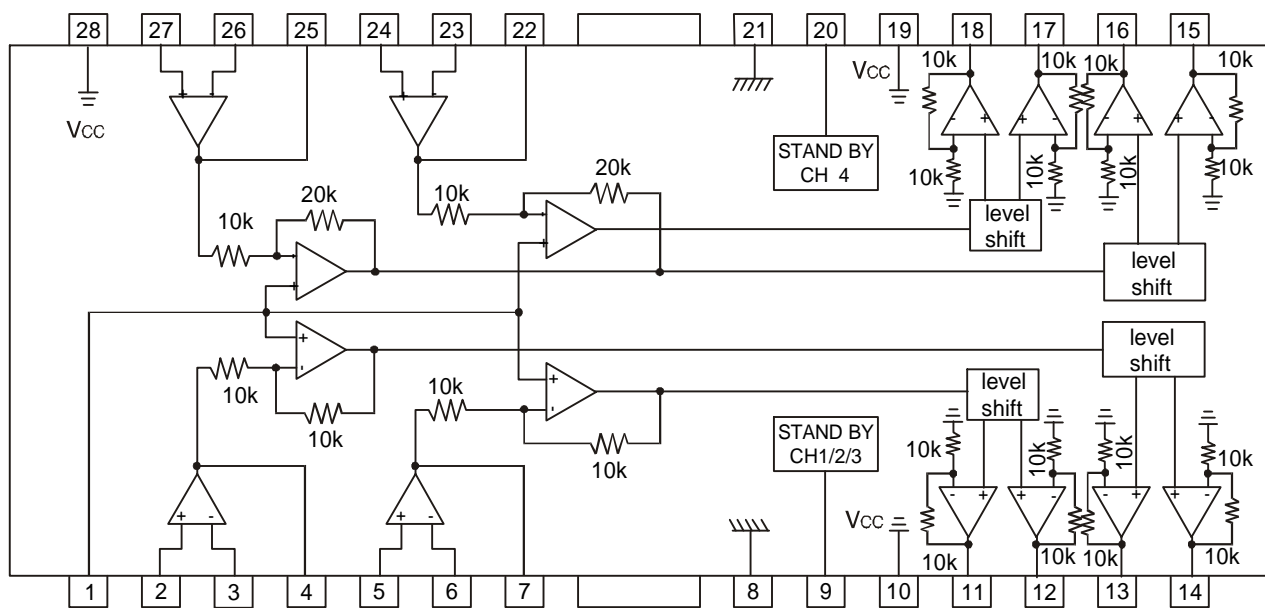 28 27 26 25 24 23 22 21 20 19 18 17 16 15
10k 10k 10k 10k
VCC
VCC
+ - + -
- + + - - + + -
STAND BY
CH 4
10k 10k 10k 10k
20k
10k
20k
10k
level
shift
level
shift
- +
- +
+ -
+ -
level
shift
level
shift
10k
10k
10k
10k
STAND BY
CH1/2/3
10k 10k 10k 10k
- + + - - + + -
+ - + -
VCC
10k 10k 10k 10k
1 2 3 4 5 6 7 8 9 10 11 12 13 14